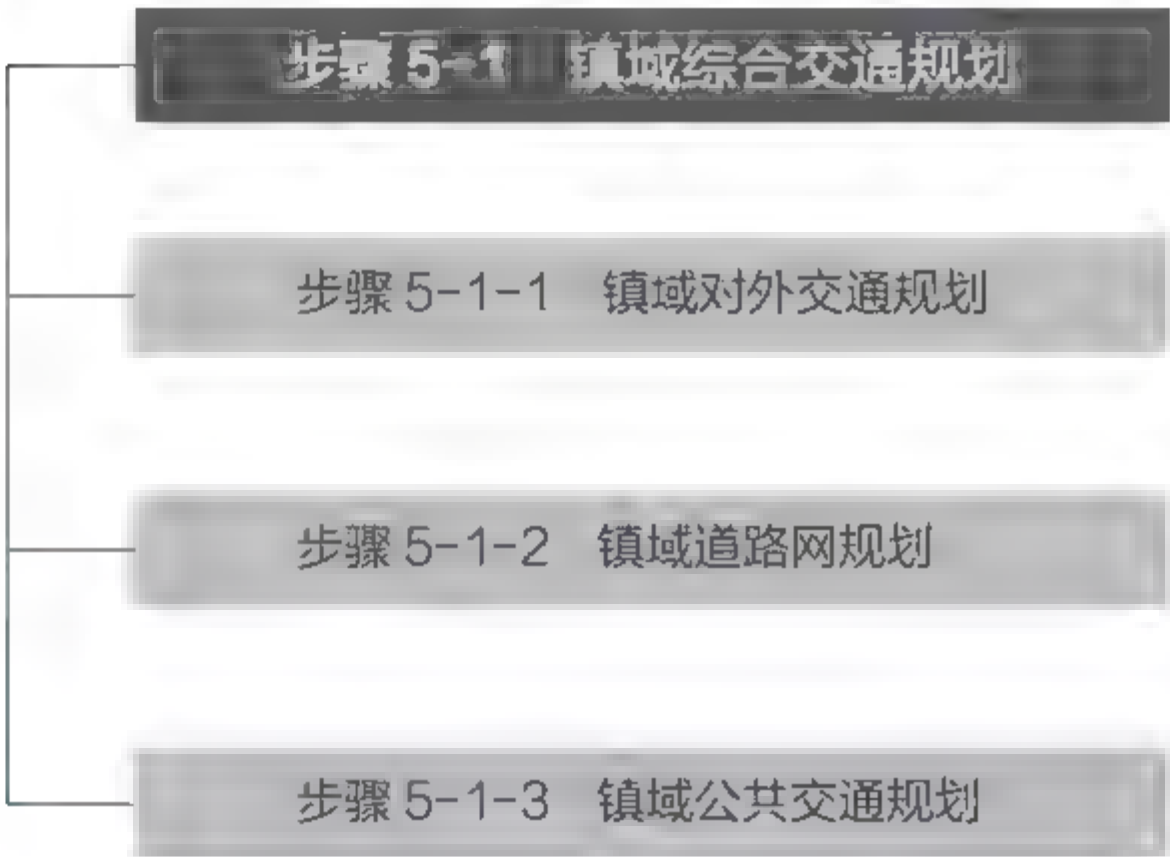 步骤 5-1 镇域综合交通规划
步骤 5-1-1 镇域对外交通规划
步骤 5-1-2 镇域道路网规划
步骤 5-1-3 镇域公共交通规划